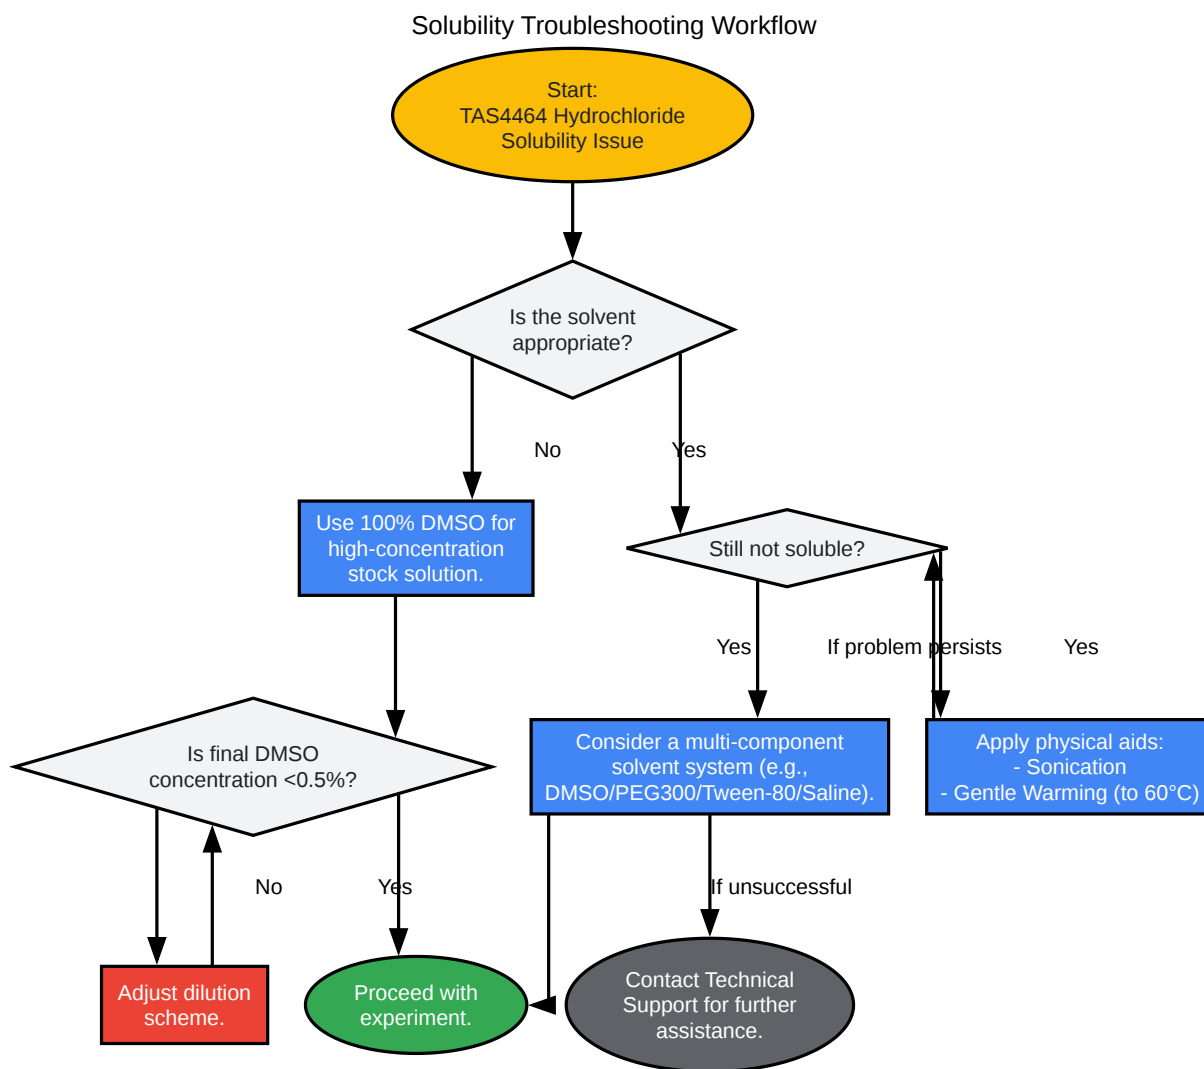 Solubility Troubleshooting Workflow
Start:
TAS4464 Hydrochloride
Solubility Issue
Is the solvent
appropriate?
No
Yes
Use 100% DMSO for
high-concentration
stock solution.
Still not soluble?
Yes
If problem persists
Yes
Is final DMSO
concentration <0.5%?
Consider a multi-component
solvent system (e.g.,
DMSO/PEG300/Tween-80/Saline).
Apply physical aids:
- Sonication
- Gentle Warming (to 60°C)
No
Yes
If unsuccessful
Adjust dilution
scheme.
Proceed with
experiment.
Contact Technical
Support for further
assistance.